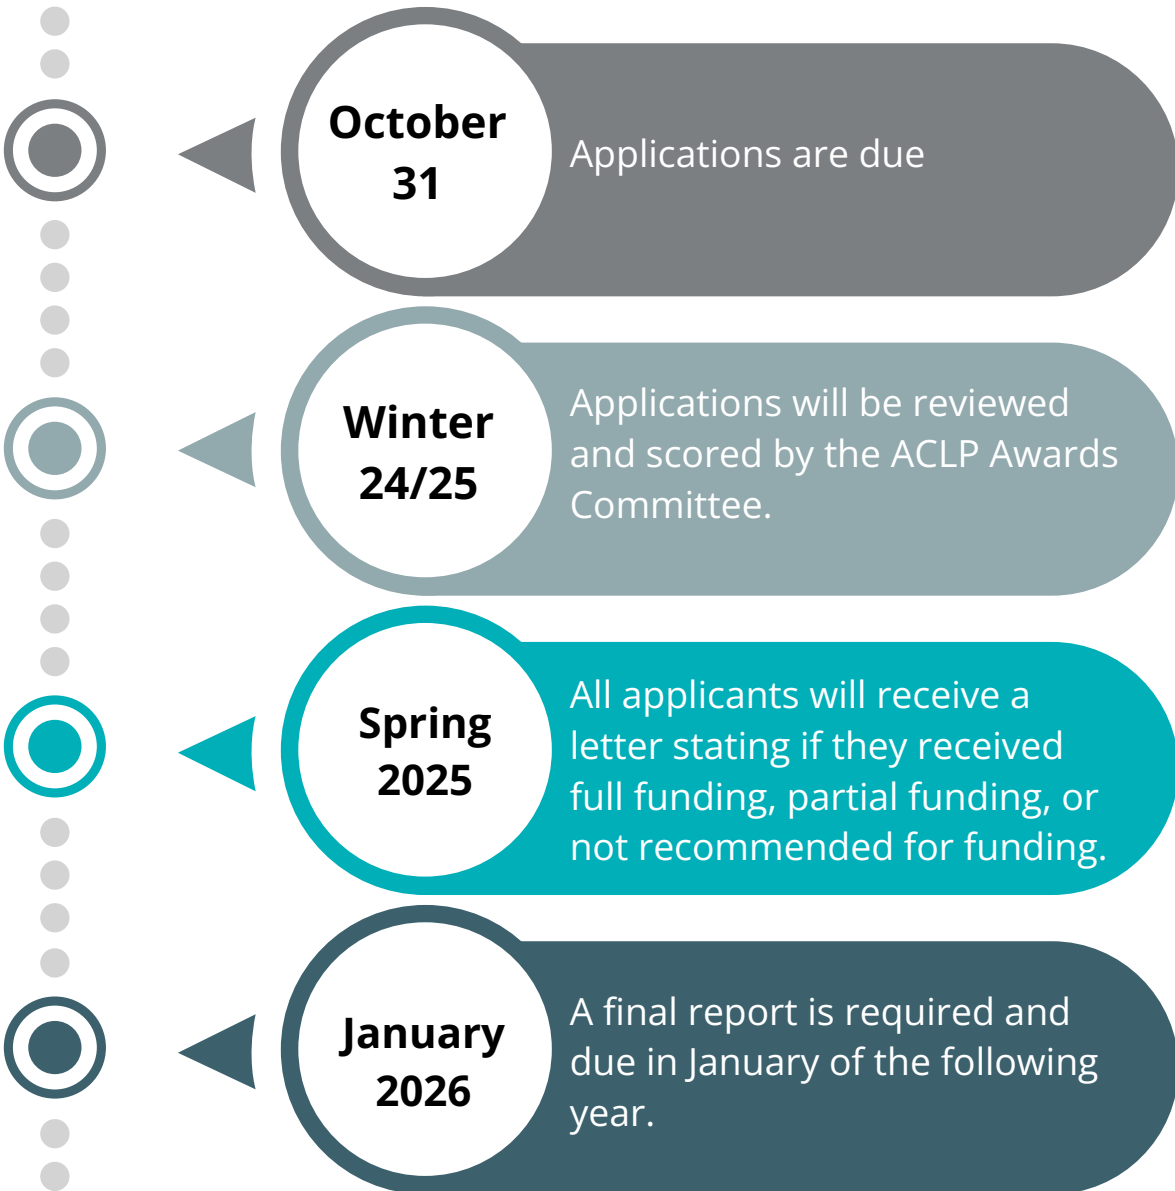 October
31
Applications are due
Winter
24/25
Applications will be reviewed
and scored by the ACLP Awards
Committee.
Spring
2025
All applicants will receive a
letter stating if they received
full funding, partial funding, or
not recommended for funding.
January
2026
A final report is required and
due in January of the following
year.